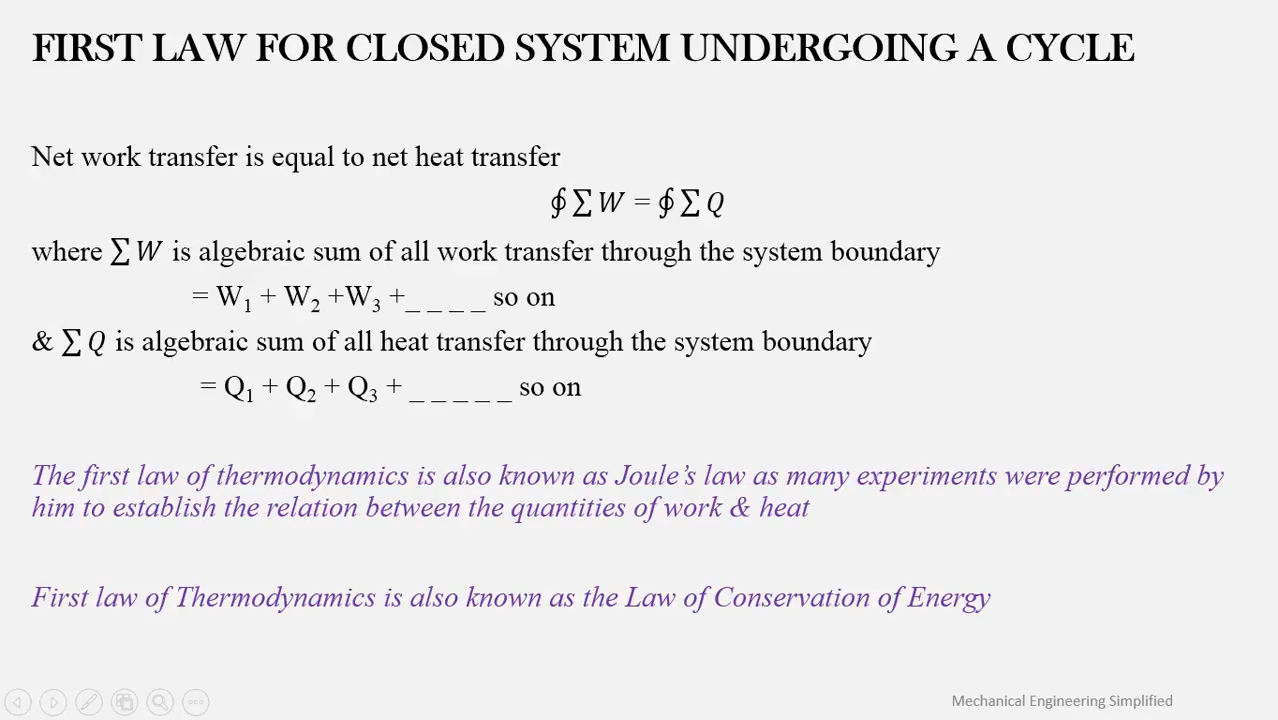 FIRST LAW FOR CLOSED SYSTEM UNDERGOING A CYCLE
Net work transfer is equal to net heat transfer
∮ ∑ W = ∮ ∑ Q
where ∑ W is algebraic sum of all work transfer through the system boundary
= W₁ + W₂ +W₃ +_ _ _ _ so on
& ∑ Q is algebraic sum of all heat transfer through the system boundary
= Q₁ + Q₂ + Q₃ + _ _ _ _ _ so on
The first law of thermodynamics is also known as Joule’s law as many experiments were performed by
him to establish the relation between the quantities of work & heat
First law of Thermodynamics is also known as the Law of Conservation of Energy
Mechanical Engineering Simplified